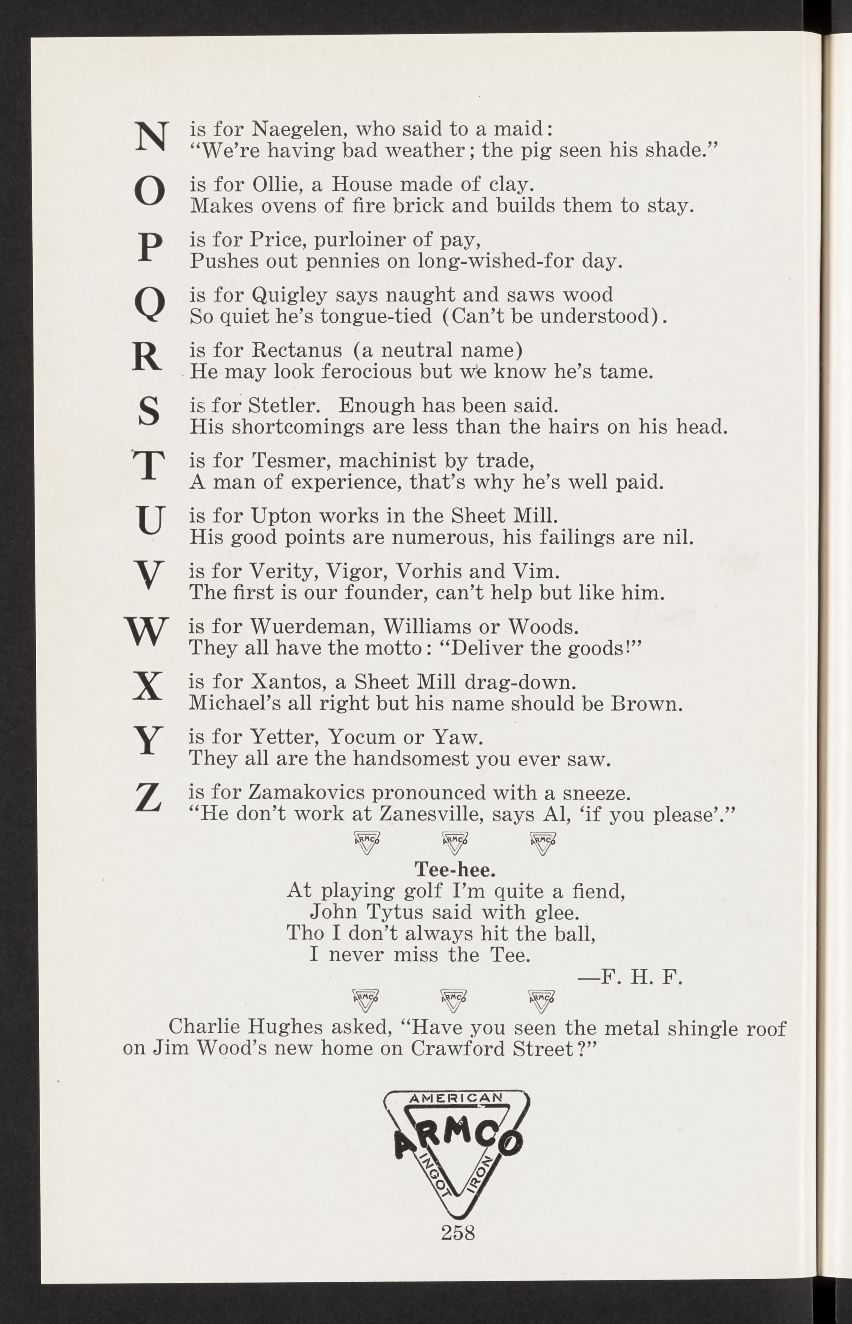 N is for Naegelen, who said to a maid:
“We’re having bad weather; the pig seen his shade.”
O is for Ollie, a House made of clay.
Makes ovens of fire brick and builds them to stay.
P is for Price, purloiner of pay,
Pushes out pennies on long-wished-for day.
Q is for Quigley says naught and saws wood
So quiet he’s tongue-tied (Can’t be understood).
R is for Rectanus (a neutral name)
He may look ferocious but we know he’s tame.
S is for Stetler. Enough has been said.
His shortcomings are less than the hairs on his head.
T is for Tesmer, machinist by trade,
A man of experience, that’s why he’s well paid.
U is for Upton works in the Sheet Mill.
His good points are numerous, his failings are nil.
V is for Verity, Vigor, Vorhis and Vim.
The first is our founder, can’t help but like him.
W is for Wuerdeman, Williams or Woods.
They all have the motto: “Deliver the goods!”
X is for Xantos, a Sheet Mill drag-down.
Michael’s all right but his name should be Brown.
Y is for Yetter, Yocum or Yaw.
They all are the handsomest you ever saw.
Z is for Zamakovics pronounced with a sneeze.
“He don’t work at Zanesville, says Al, ‘if you please’.”
ARMCO ARMCO ARMCO
Tee-hee.
At playing golf I’m quite a fiend,
John Tytus said with glee.
Tho I don’t always hit the ball,
I never miss the Tee.
—F. H. F.
ARMCO ARMCO ARMCO
Charlie Hughes asked, “Have you seen the metal shingle roof
on Jim Wood’s new home on Crawford Street?”
AMERICAN
ARMCO
INGOT IRON
258